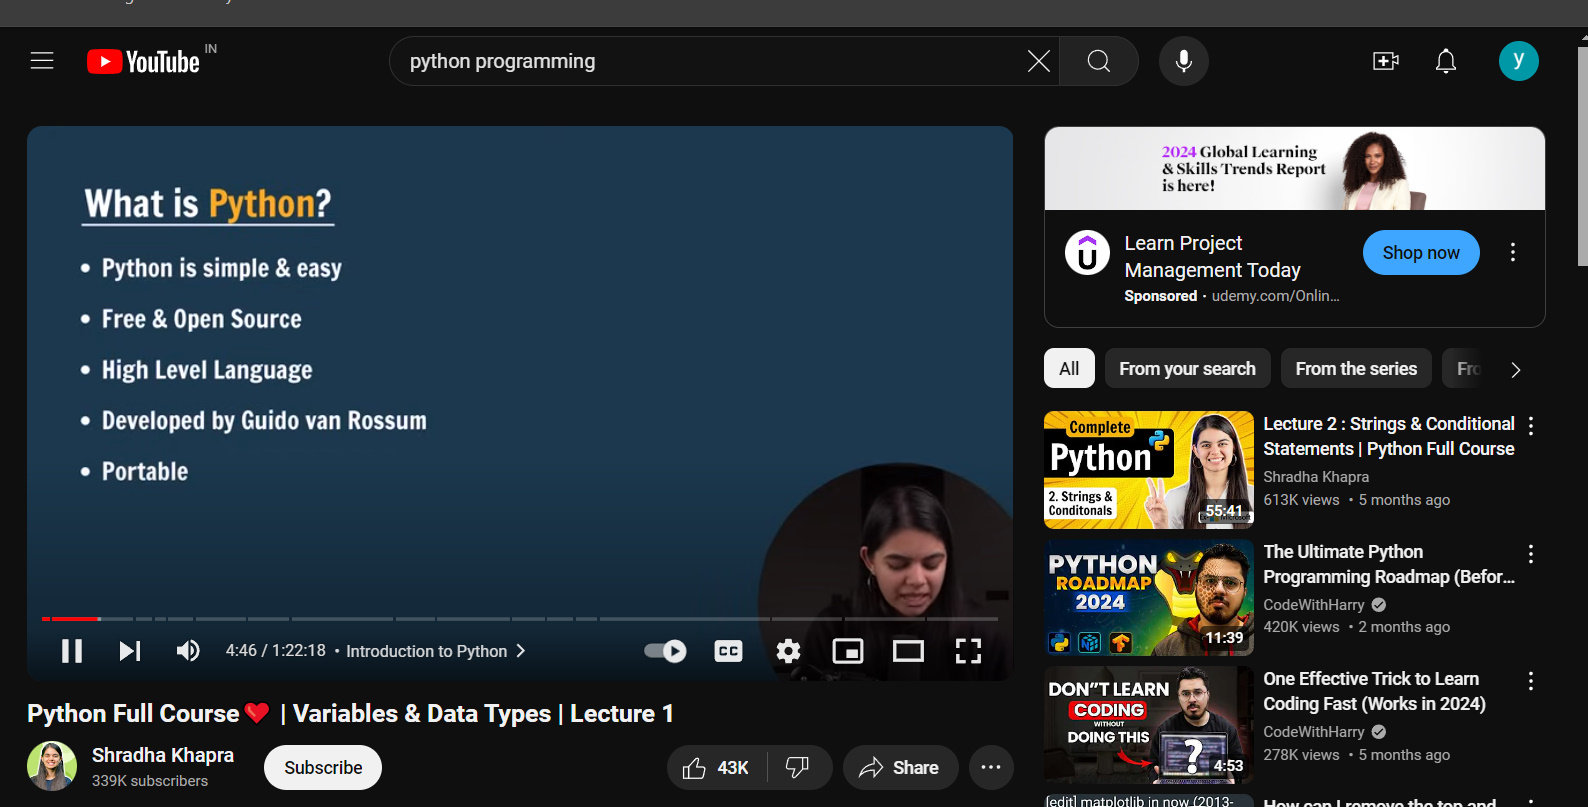 YouTube IN
python programming
y
What is Python?
• Python is simple & easy
• Free & Open Source
• High Level Language
• Developed by Guido van Rossum
• Portable
4:46 / 1:22:18 • Introduction to Python
CC
Python Full Course❤️ | Variables & Data Types | Lecture 1
Shradha Khapra
339K subscribers
Subscribe
43K
Share
2024 Global Learning
& Skills Trends Report
is here!
Learn Project
Management Today
Sponsored · udemy.com/Onlin...
Shop now
All
From your search
From the series
Fro
Complete
Python
2. Strings &
Conditonals
55:41
Lecture 2 : Strings & Conditional
Statements | Python Full Course
Shradha Khapra
613K views • 5 months ago
PYTHON
ROADMAP
2024
11:39
The Ultimate Python
Programming Roadmap (Befor...
CodeWithHarry
420K views • 2 months ago
DON"T LEARN
CODING
WITHOUT
DOING THIS
?
4:53
One Effective Trick to Learn
Coding Fast (Works in 2024)
CodeWithHarry
278K views • 5 months ago
[edit] matplotlib in now (2013-
How can I remove the top and